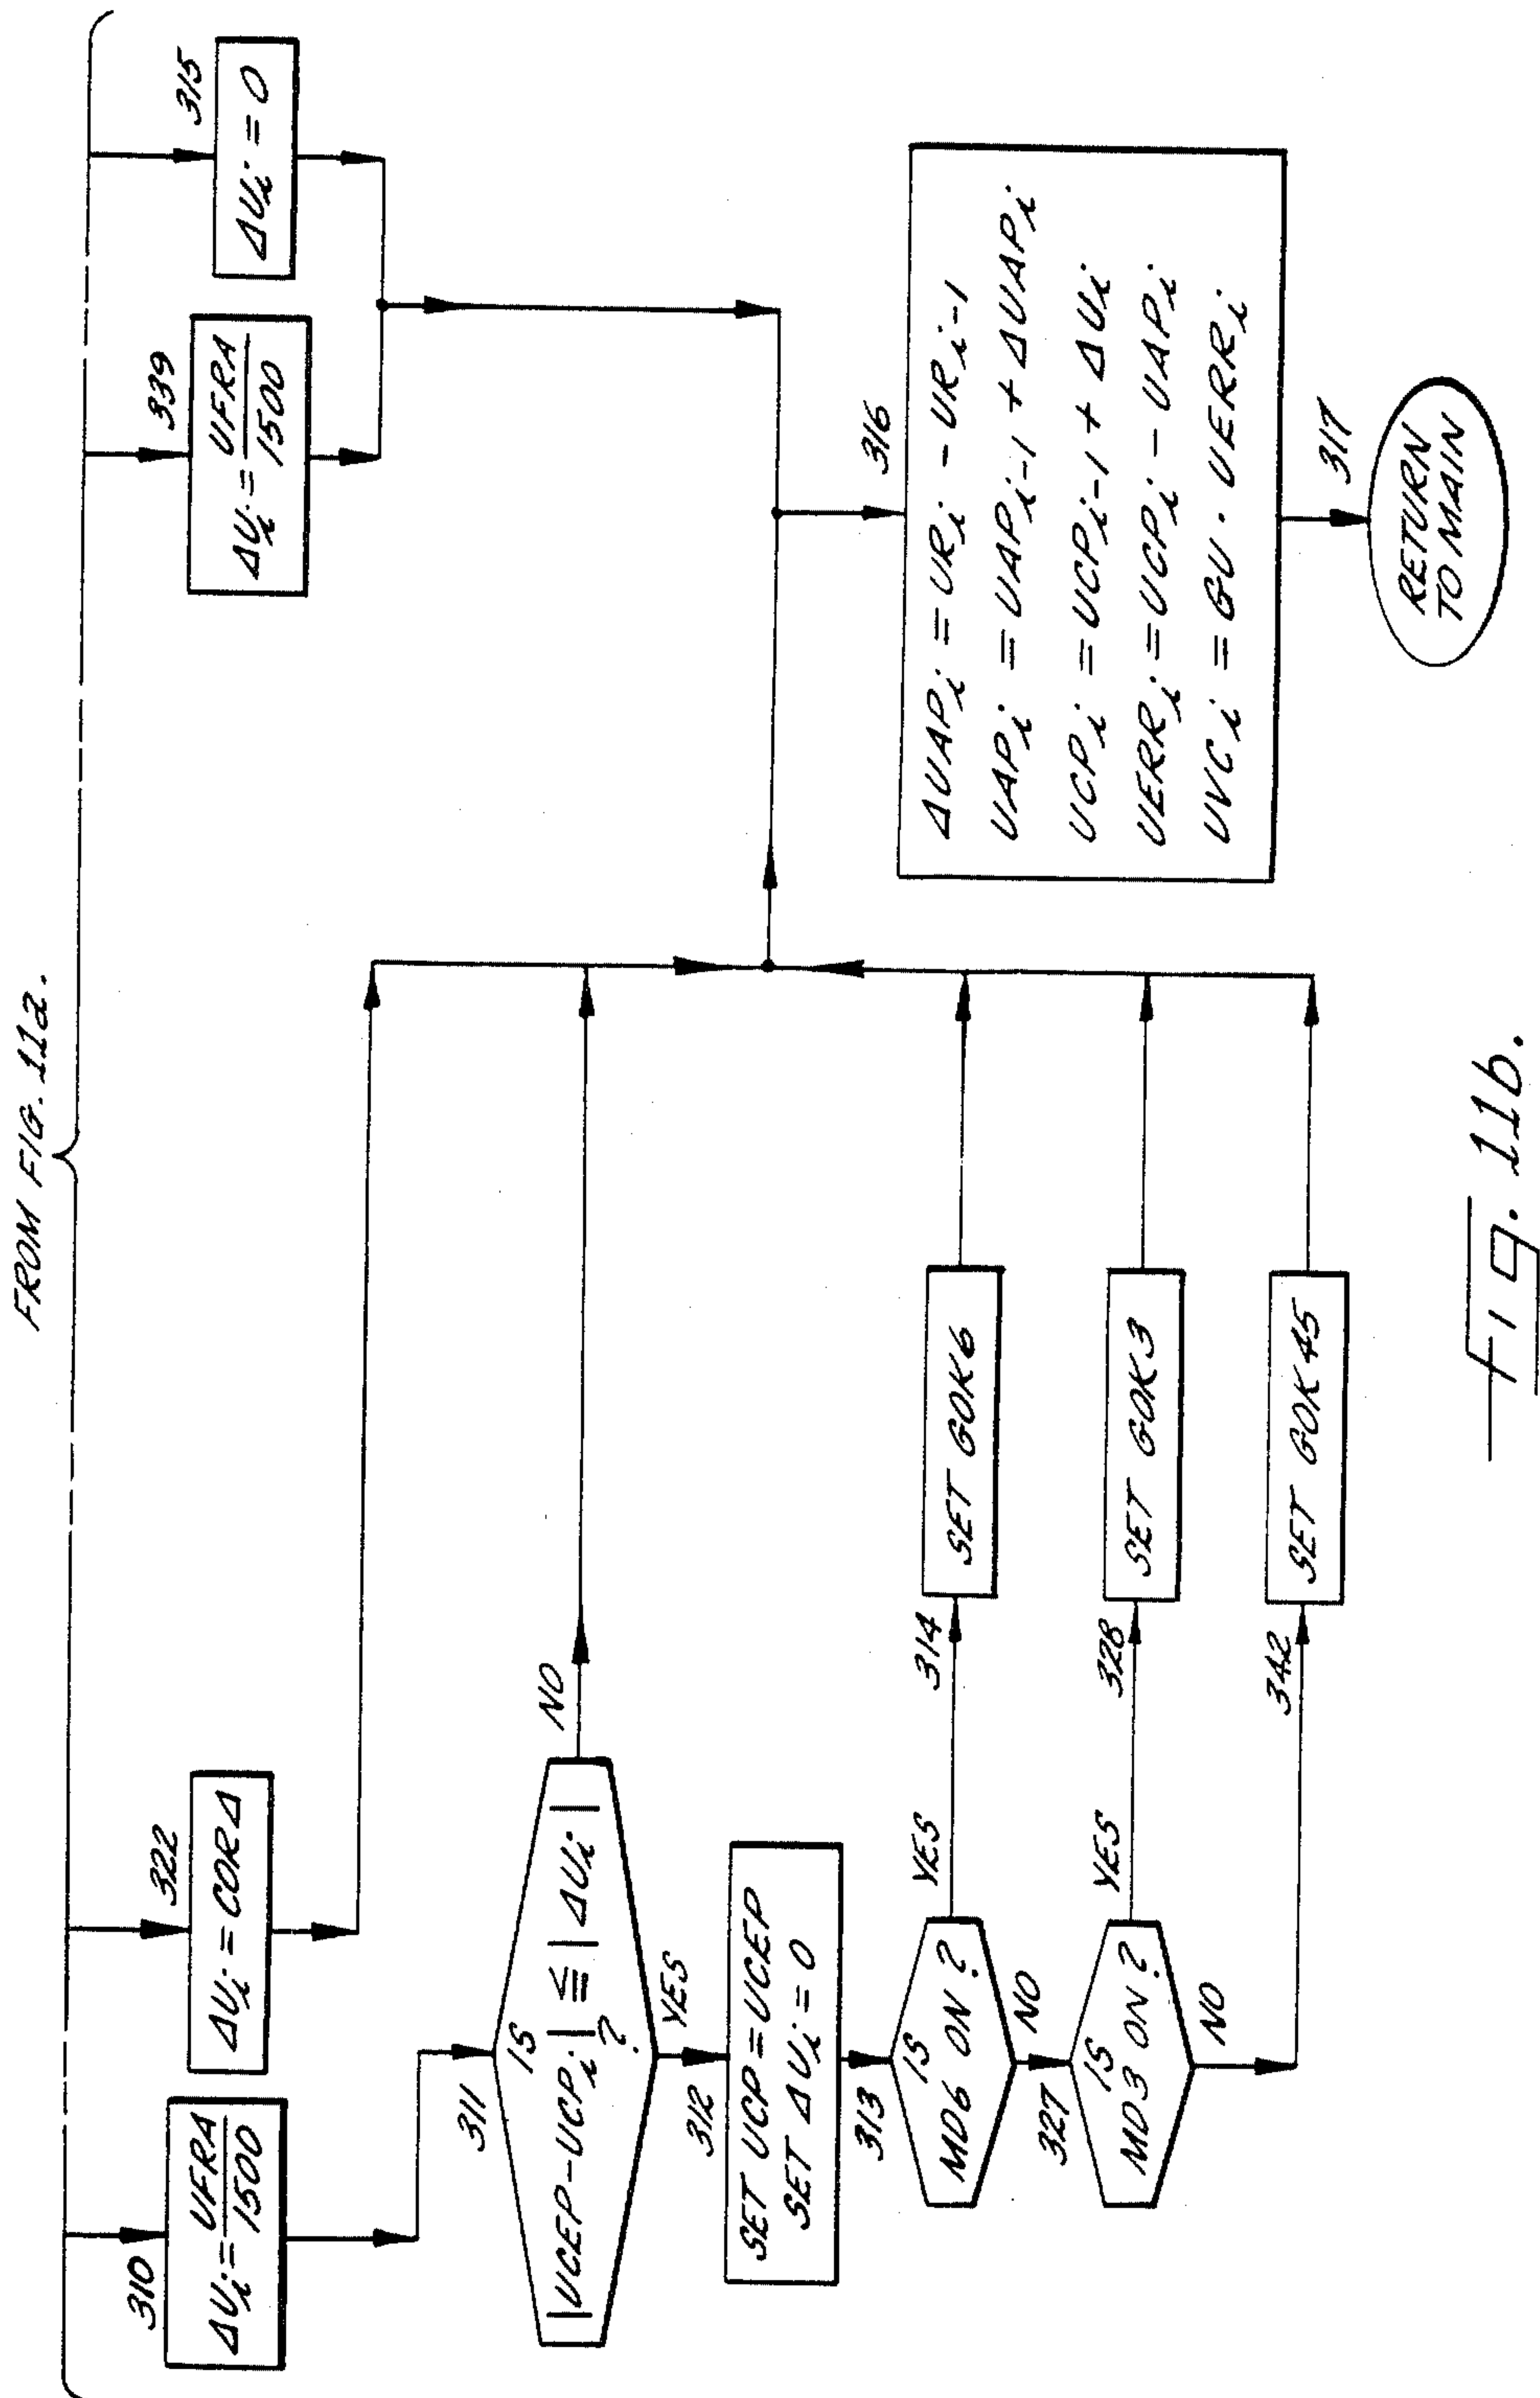 FROM FIG. 11a.
310
ΔUᵢ = UFRA
1500
322
ΔUᵢ = CORΔ
339
ΔUᵢ = UFRA
1500
315
ΔUᵢ = 0
311
IS
|UCEP-UCPᵢ| ≦ |ΔUᵢ|
?
NO
YES
312
SET UCP = UCEP
SET ΔUᵢ = 0
313
IS
MD6 ON ?
YES
314
SET GOK6
NO
327
IS
MD3 ON ?
YES
328
SET GOK3
NO
342
SET GOK45
316
ΔUAPᵢ = URᵢ - URᵢ₋₁
UAPᵢ = UAPᵢ₋₁ + ΔUAPᵢ
UCPᵢ = UCPᵢ₋₁ + ΔUᵢ
UERRᵢ = UCPᵢ - UAPᵢ
UVCᵢ = GU · UERRᵢ
317
RETURN
TO MAIN
Fig. 11b.